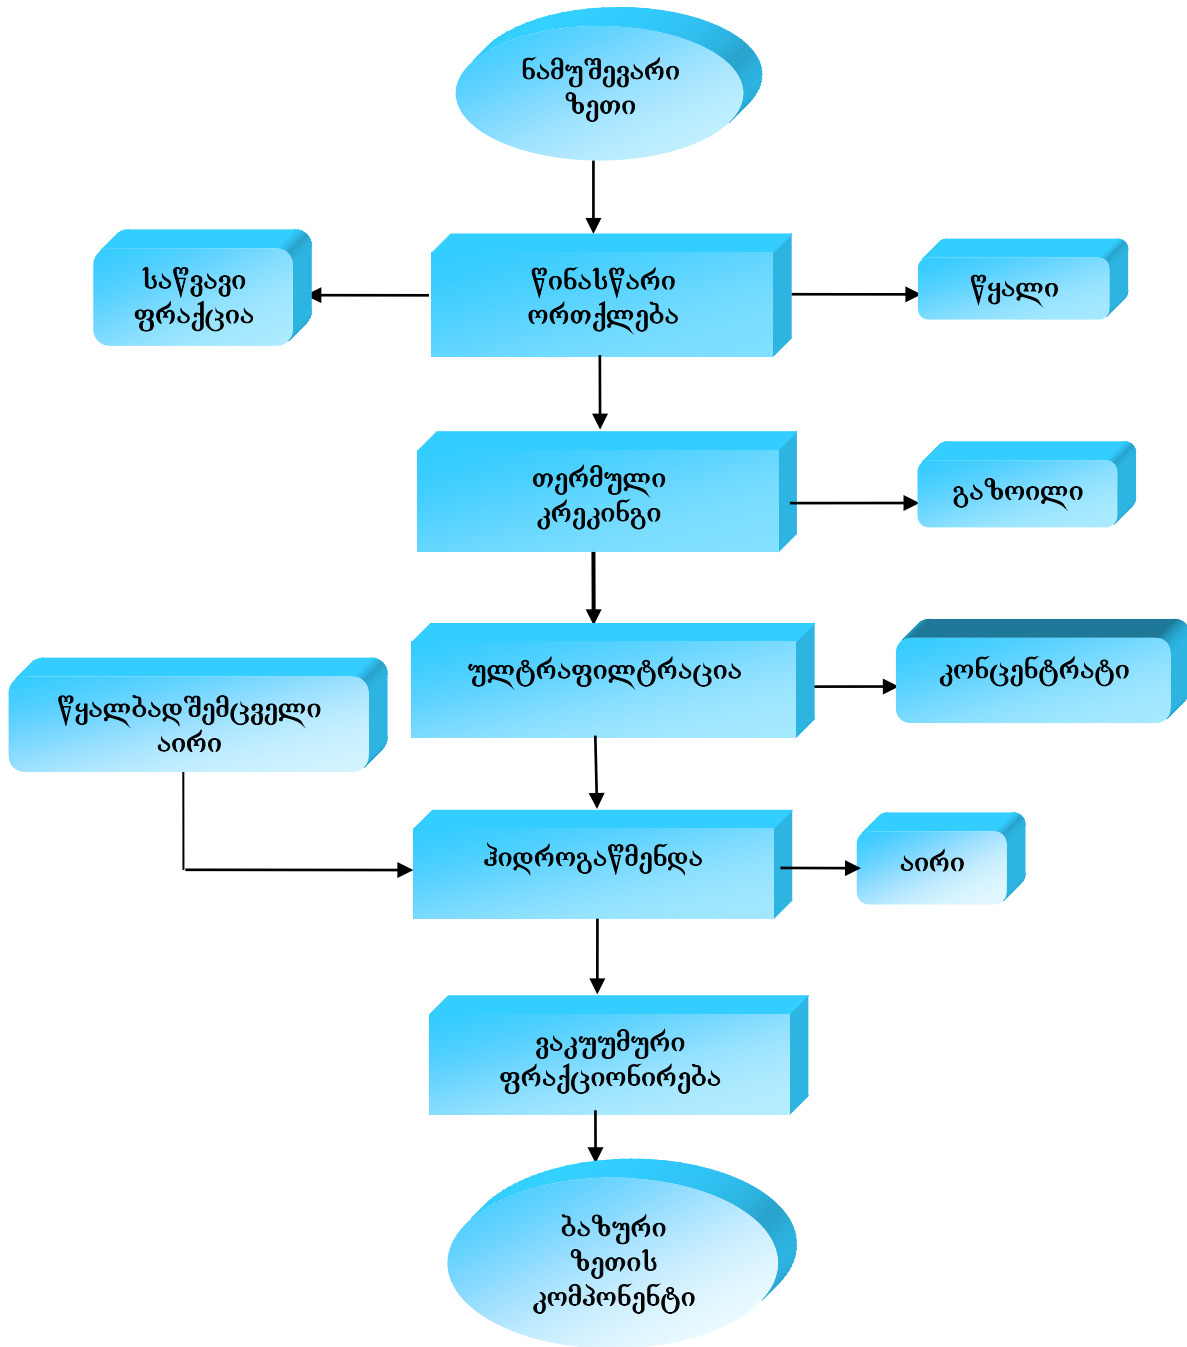 ნამუშევარი
ზეთი
საწვავი
ფრაქცია
წინასწარი
ორთქლება
წყალი
თერმული
კრეკინგი
გაზოილი
ულტრაფილტრაცია
კონცენტრატი
წყალბადშემცველი
აირი
ჰიდროგაწმენდა
აირი
ვაკუუმური
ფრაქციონირება
ბაზური
ზეთის
კომპონენტი